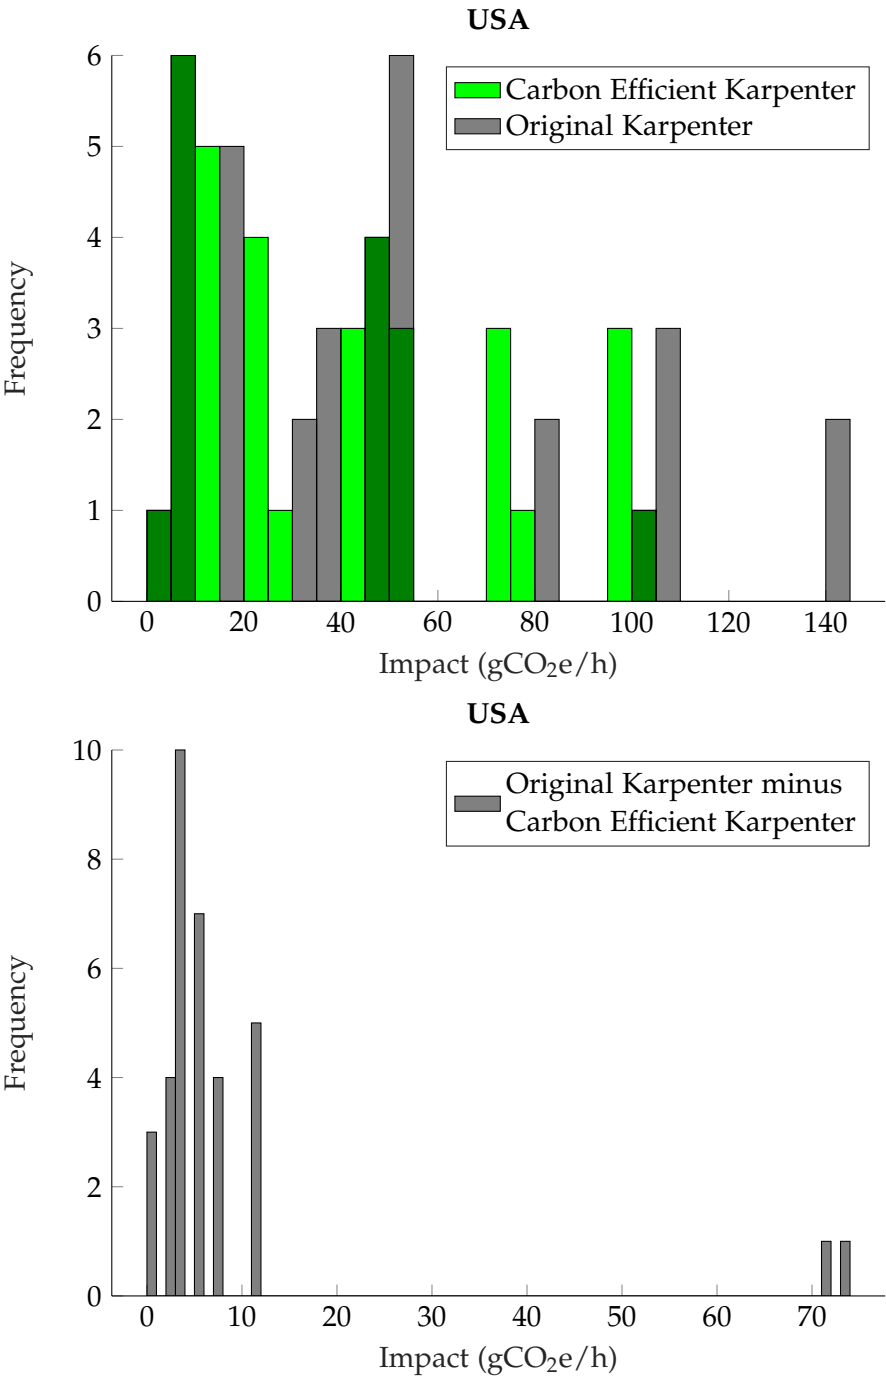 USA
Carbon Efficient Karpenter
Original Karpenter
6
5
4
3
2
1
0
Frequency
0 20 40 60 80 100 120 140
Impact (gCO₂e/h)
USA
Original Karpenter minus
Carbon Efficient Karpenter
10
8
6
4
2
0
Frequency
0 10 20 30 40 50 60 70
Impact (gCO₂e/h)